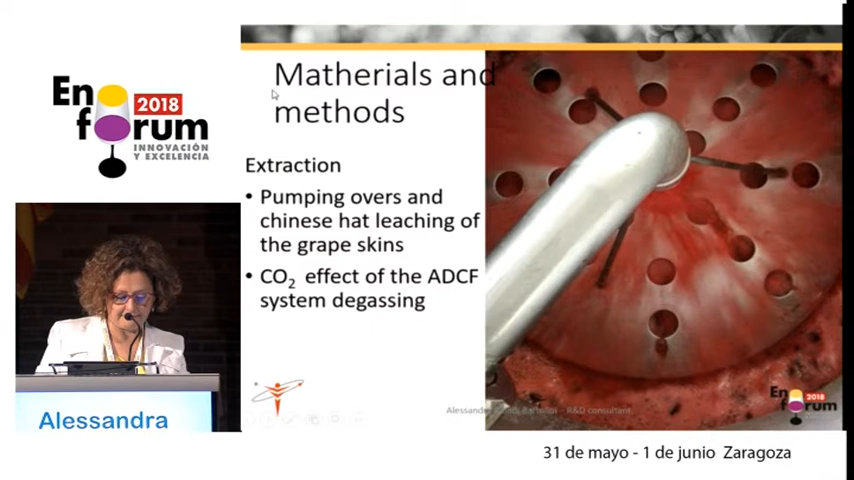 En
2018
forum
INNOVACIÓN
Y EXCELENCIA
Matherials and
methods
Extraction
• Pumping overs and
chinese hat leaching of
the grape skins
• CO2 effect of the ADCF
system degassing
Alessandra
Bartolini - R&D consultant
En
2018
forum
31 de mayo - 1 de junio Zaragoza